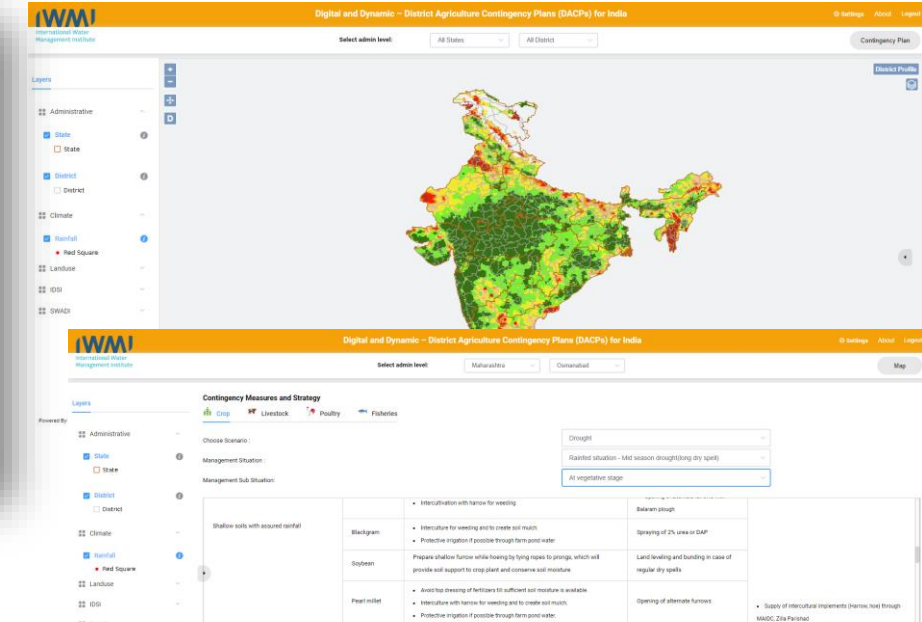 IWMI
International Water
Management Institute
Digital and Dynamic – District Agriculture Contingency Plans (DACPs) for India
Settings About Logout
Select admin level: All States All District
Contingency Plan
Layers
District Profile
Administrative
State
State
District
District
Climate
Rainfall
Red Square
Landuse
IDSI
SWADI
Powered By:
IWMI
International Water
Management Institute
Digital and Dynamic – District Agriculture Contingency Plans (DACPs) for India
Settings About Logout
Select admin level: Maharashtra Osmanabad
Map
Layers
Administrative
State
State
District
District
Climate
Rainfall
Red Square
Landuse
IDSI
Contingency Measures and Strategy
Crop Livestock Poultry Fisheries
Choose Scenario : Drought
Management Situation : Rainfed situation - Mid season drought(long dry spell)
Management Sub Situation: At vegetative stage
Shallow soils with assured rainfall
Intercultivation with harrow for weeding
Balaram plough
Blackgram
Interculture for weeding and to create soil mulch
Protective irrigation if possible through farm pond water
Spraying of 2% urea or DAP
Soybean
Prepare shallow furrow while hoeing by tying ropes to prongs, which will
provide soil support to crop plant and conserve soil moisture
Land leveling and bunding in case of
regular dry spells
Pearl millet
Avoid top dressing of fertilizers till sufficient soil moisture is available.
Interculture with harrow for weeding and to create soil mulch.
Protective irrigation if possible through farm pond water.
Opening of alternate furrows
Supply of intercultural implements (Harrow, hoe) through
MAIDC, Zilla Parishad